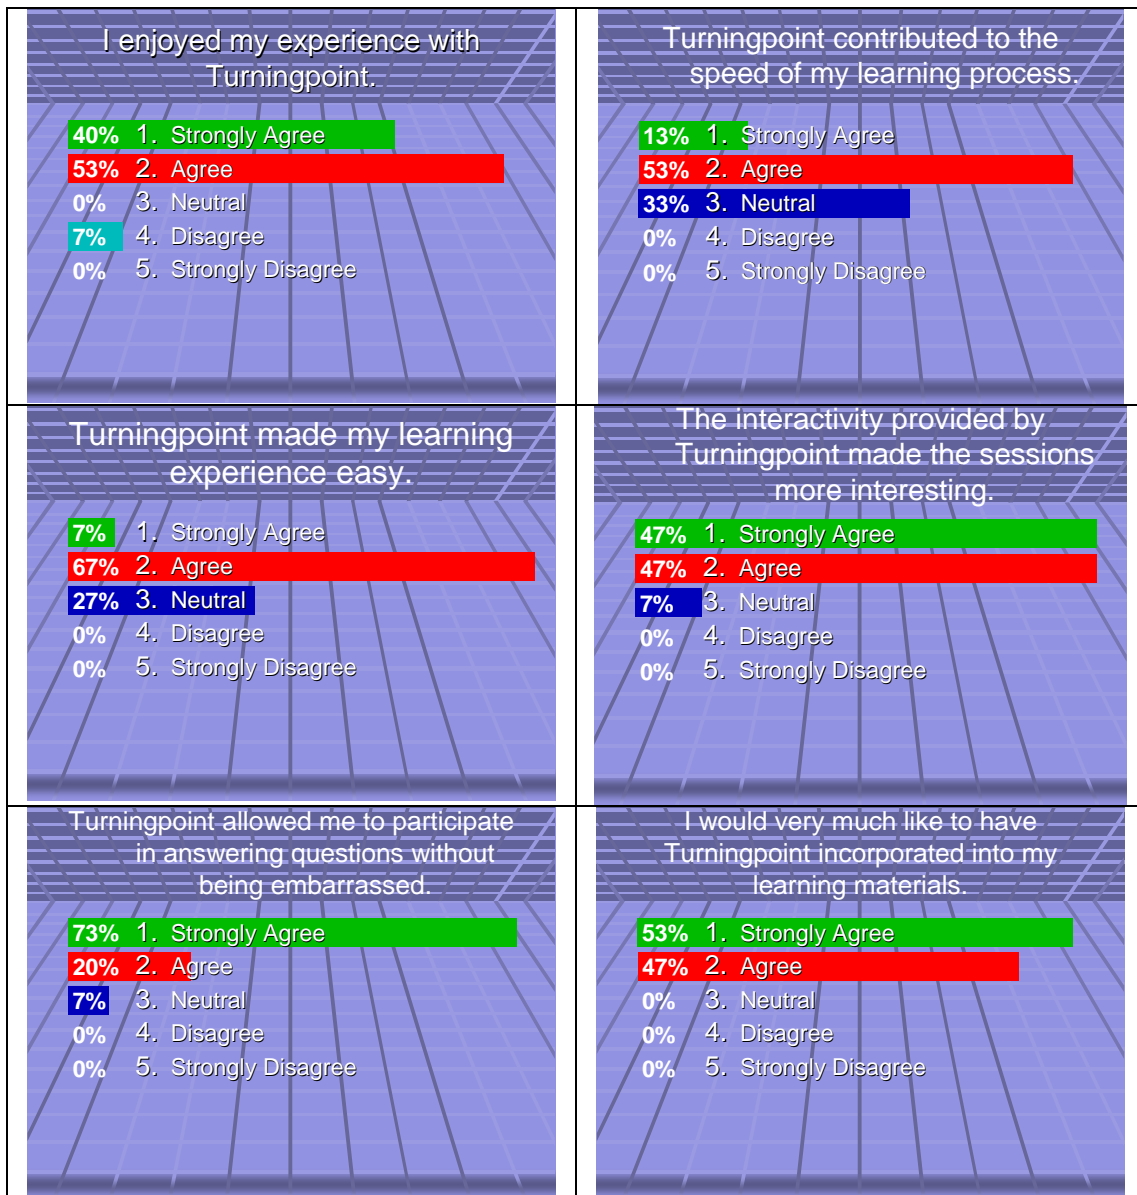 I enjoyed my experience with
Turningpoint.
40% 1. Strongly Agree
53% 2. Agree
0% 3. Neutral
7% 4. Disagree
0% 5. Strongly Disagree
Turningpoint contributed to the
speed of my learning process.
13% 1. Strongly Agree
53% 2. Agree
33% 3. Neutral
0% 4. Disagree
0% 5. Strongly Disagree
Turningpoint made my learning
experience easy.
7% 1. Strongly Agree
67% 2. Agree
27% 3. Neutral
0% 4. Disagree
0% 5. Strongly Disagree
The interactivity provided by
Turningpoint made the sessions
more interesting.
47% 1. Strongly Agree
47% 2. Agree
7% 3. Neutral
0% 4. Disagree
0% 5. Strongly Disagree
Turningpoint allowed me to participate
in answering questions without
being embarrassed.
73% 1. Strongly Agree
20% 2. Agree
7% 3. Neutral
0% 4. Disagree
0% 5. Strongly Disagree
I would very much like to have
Turningpoint incorporated into my
learning materials.
53% 1. Strongly Agree
47% 2. Agree
0% 3. Neutral
0% 4. Disagree
0% 5. Strongly Disagree